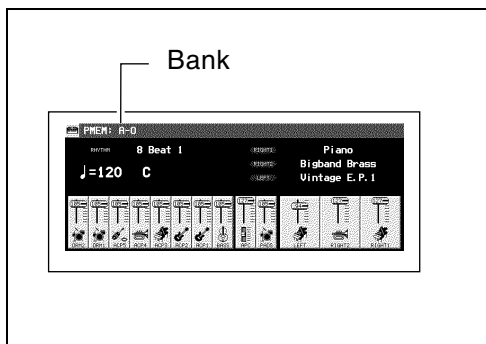 Bank
PMEM: A-0
RHYTHM 8 Beat 1 RIGHT1 Piano
RIGHT2 Bigband Brass
♩=120 C LEFT Vintage E.P.1
DRM2 DRM1 ACP5 ACP4 ACP3 ACP2 ACP1 BASS APC PADS LEFT RIGHT2 RIGHT1